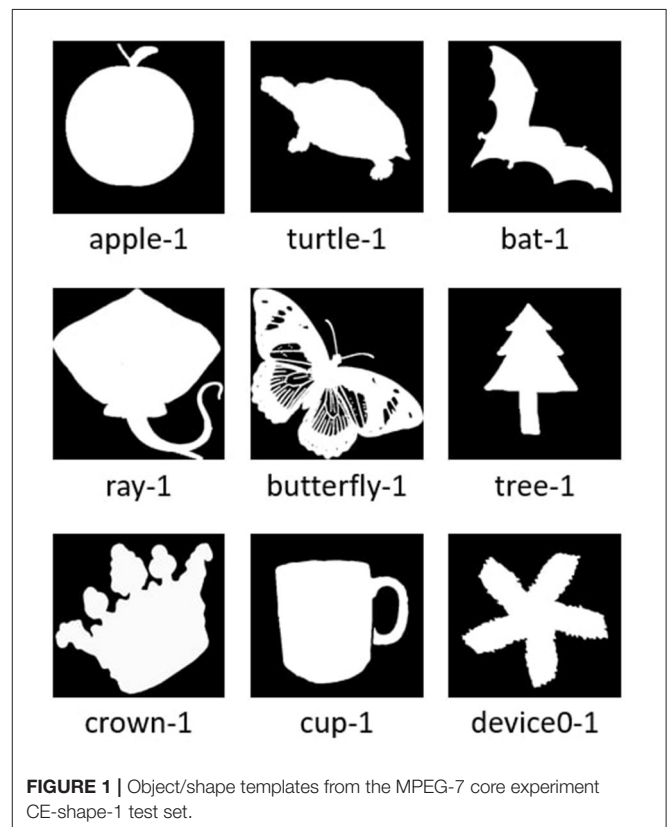 apple-1 turtle-1 bat-1
ray-1 butterfly-1 tree-1
crown-1 cup-1 device0-1
FIGURE 1 | Object/shape templates from the MPEG-7 core experiment
CE-shape-1 test set.